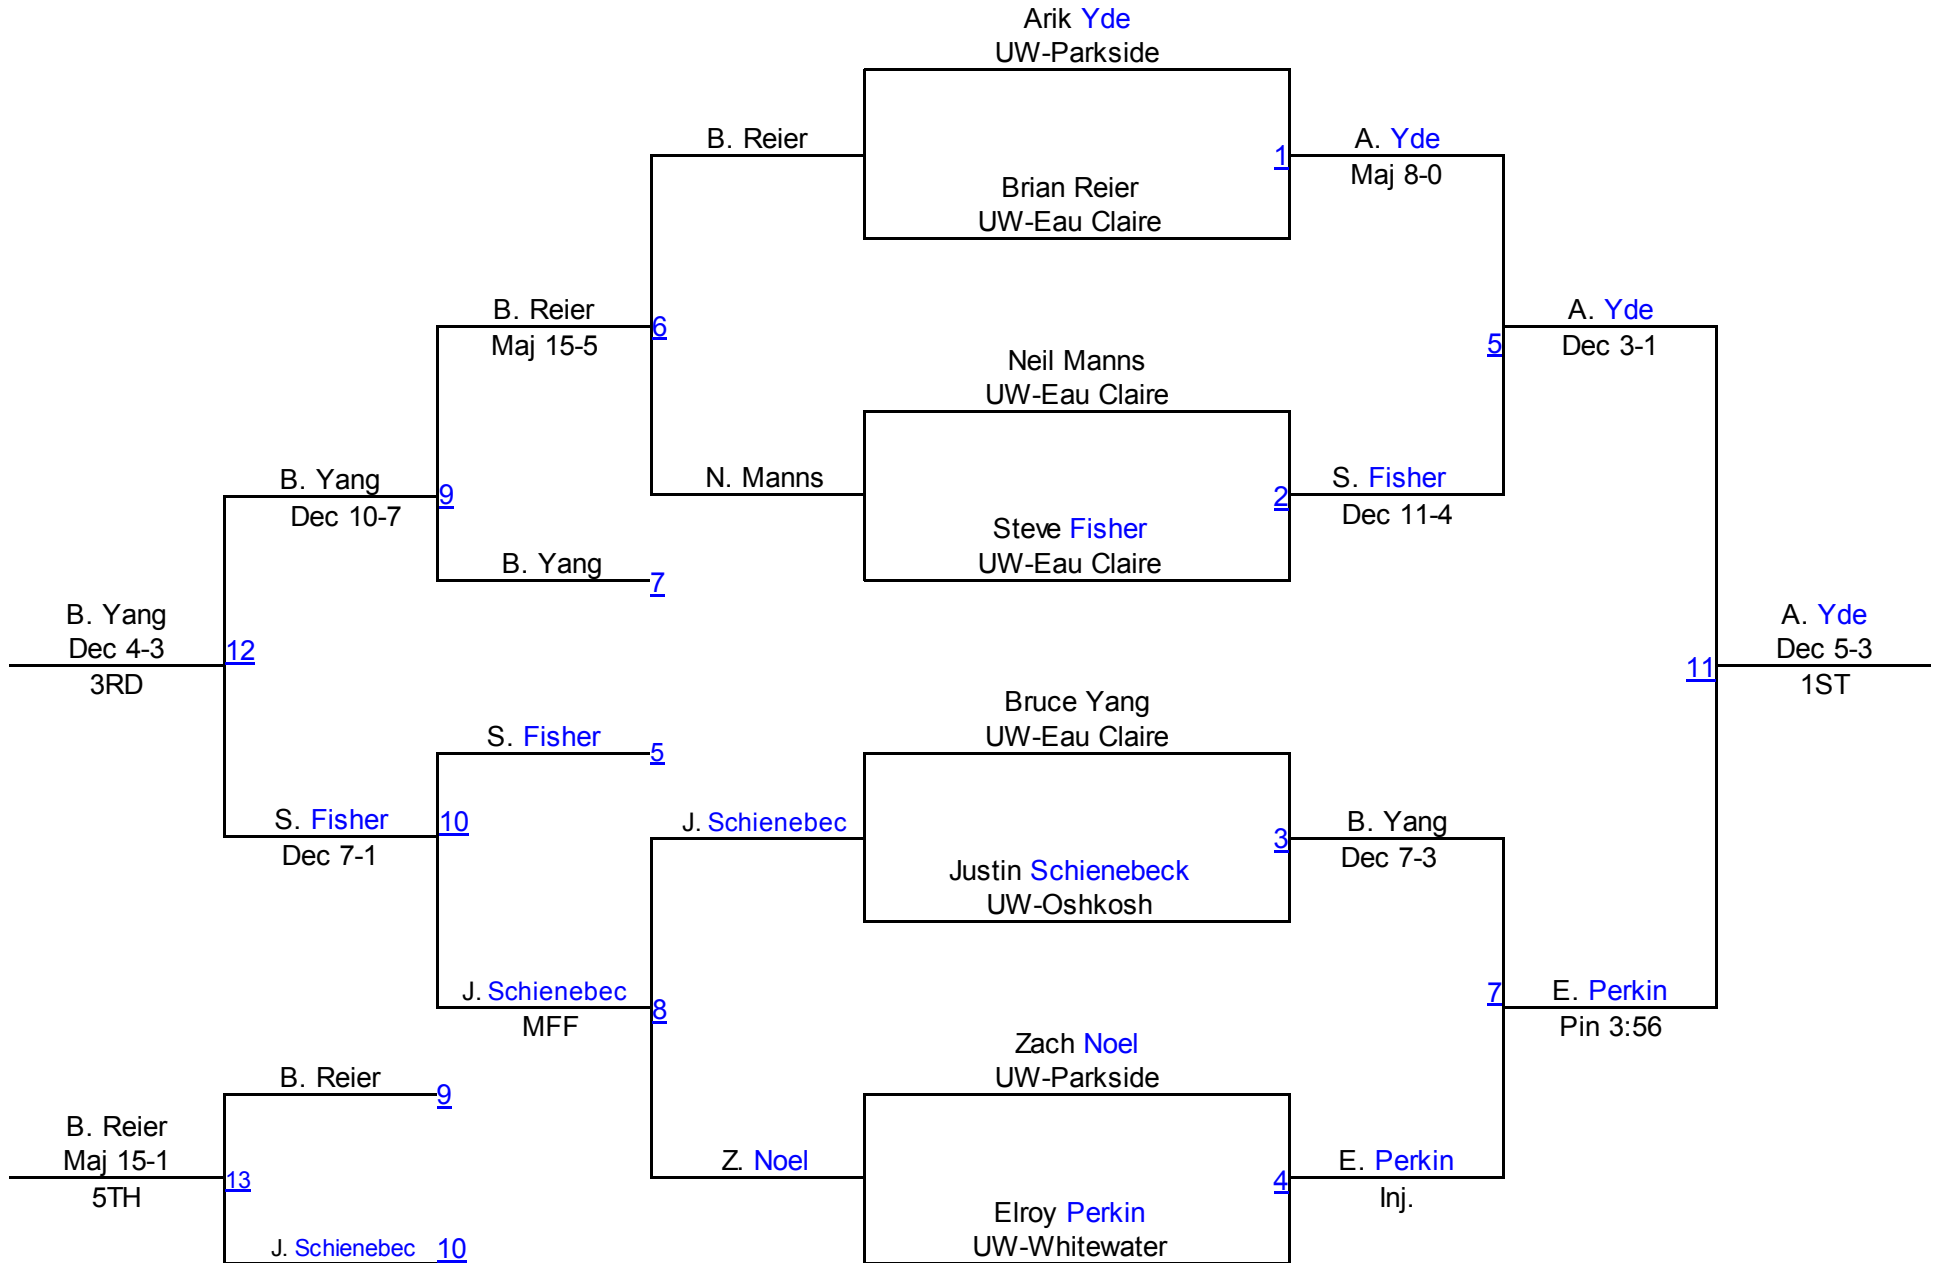 Arik Yde
UW-Parkside
B. Reier
1
A. Yde
Maj 8-0
Brian Reier
UW-Eau Claire
B. Reier
Maj 15-5
6
A. Yde
Dec 3-1
5
Neil Manns
UW-Eau Claire
B. Yang
Dec 10-7
9
N. Manns
2
S. Fisher
Dec 11-4
Steve Fisher
UW-Eau Claire
B. Yang
7
B. Yang
Dec 4-3
3RD
12
A. Yde
Dec 5-3
1ST
11
Bruce Yang
UW-Eau Claire
S. Fisher
5
S. Fisher
Dec 7-1
10
J. Schienebec
3
B. Yang
Dec 7-3
Justin Schienebeck
UW-Oshkosh
J. Schienebec
MFF
8
7
E. Perkin
Pin 3:56
Zach Noel
UW-Parkside
B. Reier
9
B. Reier
Maj 15-1
5TH
13
Z. Noel
4
E. Perkin
Inj.
Elroy Perkin
UW-Whitewater
J. Schienebec 10